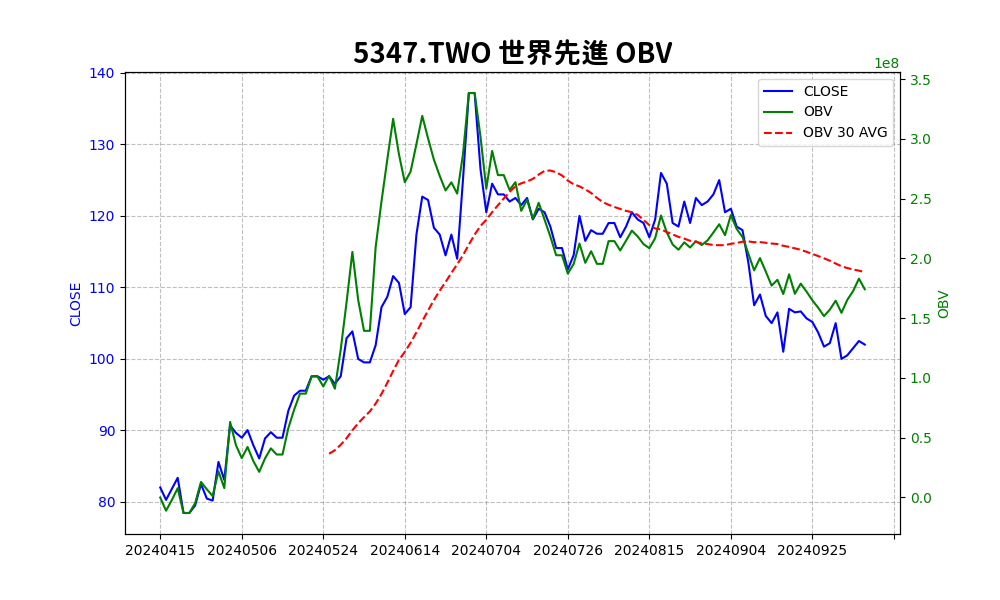 5347.TWO 世界先進 OBV
1e8
CLOSE
OBV
OBV 30 AVG
140
130
120
110
100
90
80
CLOSE
3.5
3.0
2.5
2.0
1.5
1.0
0.5
0.0
OBV
20240415 20240506 20240524 20240614 20240704 20240726 20240815 20240904 20240925